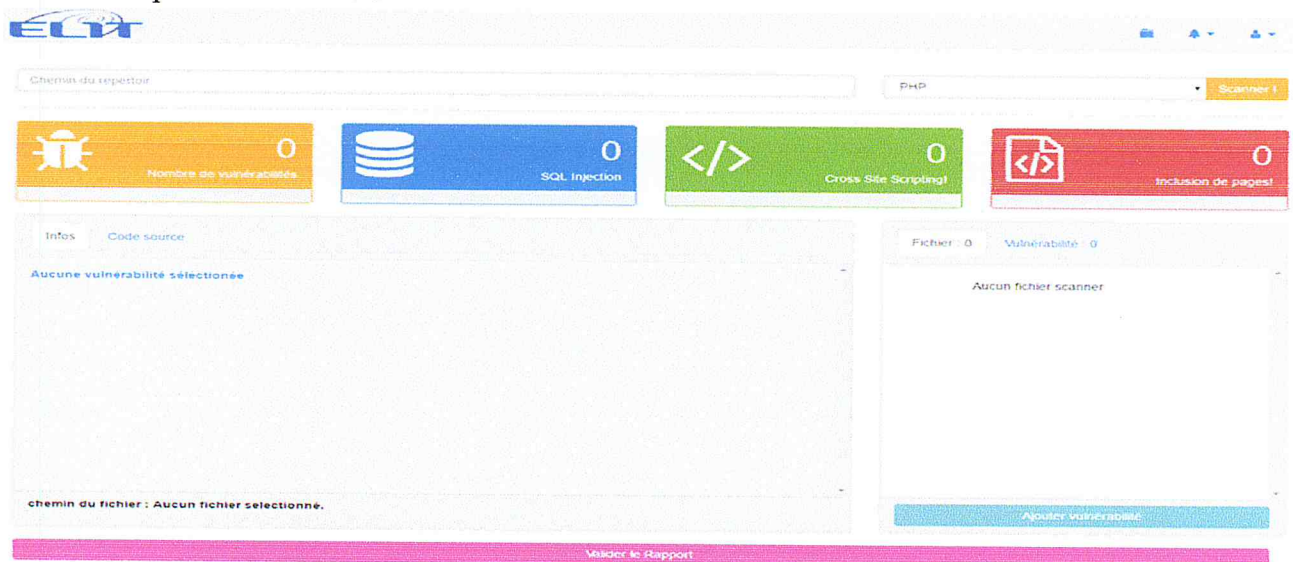 ELIT
Chemin du repertoir
PHP
Scanner !
0
Nombre de vulnérabilités
0
SQL Injection
</>
0
Cross Site Scripting!
</>
0
Inclusion de pages!
Infos Code source
Aucune vulnérabilité sélectionée
chemin du fichier : Aucun fichier selectionné.
Fichier : 0 Vulnérabilité : 0
Aucun fichier scanner
Ajouter vulnérabilité
Valider le Rapport